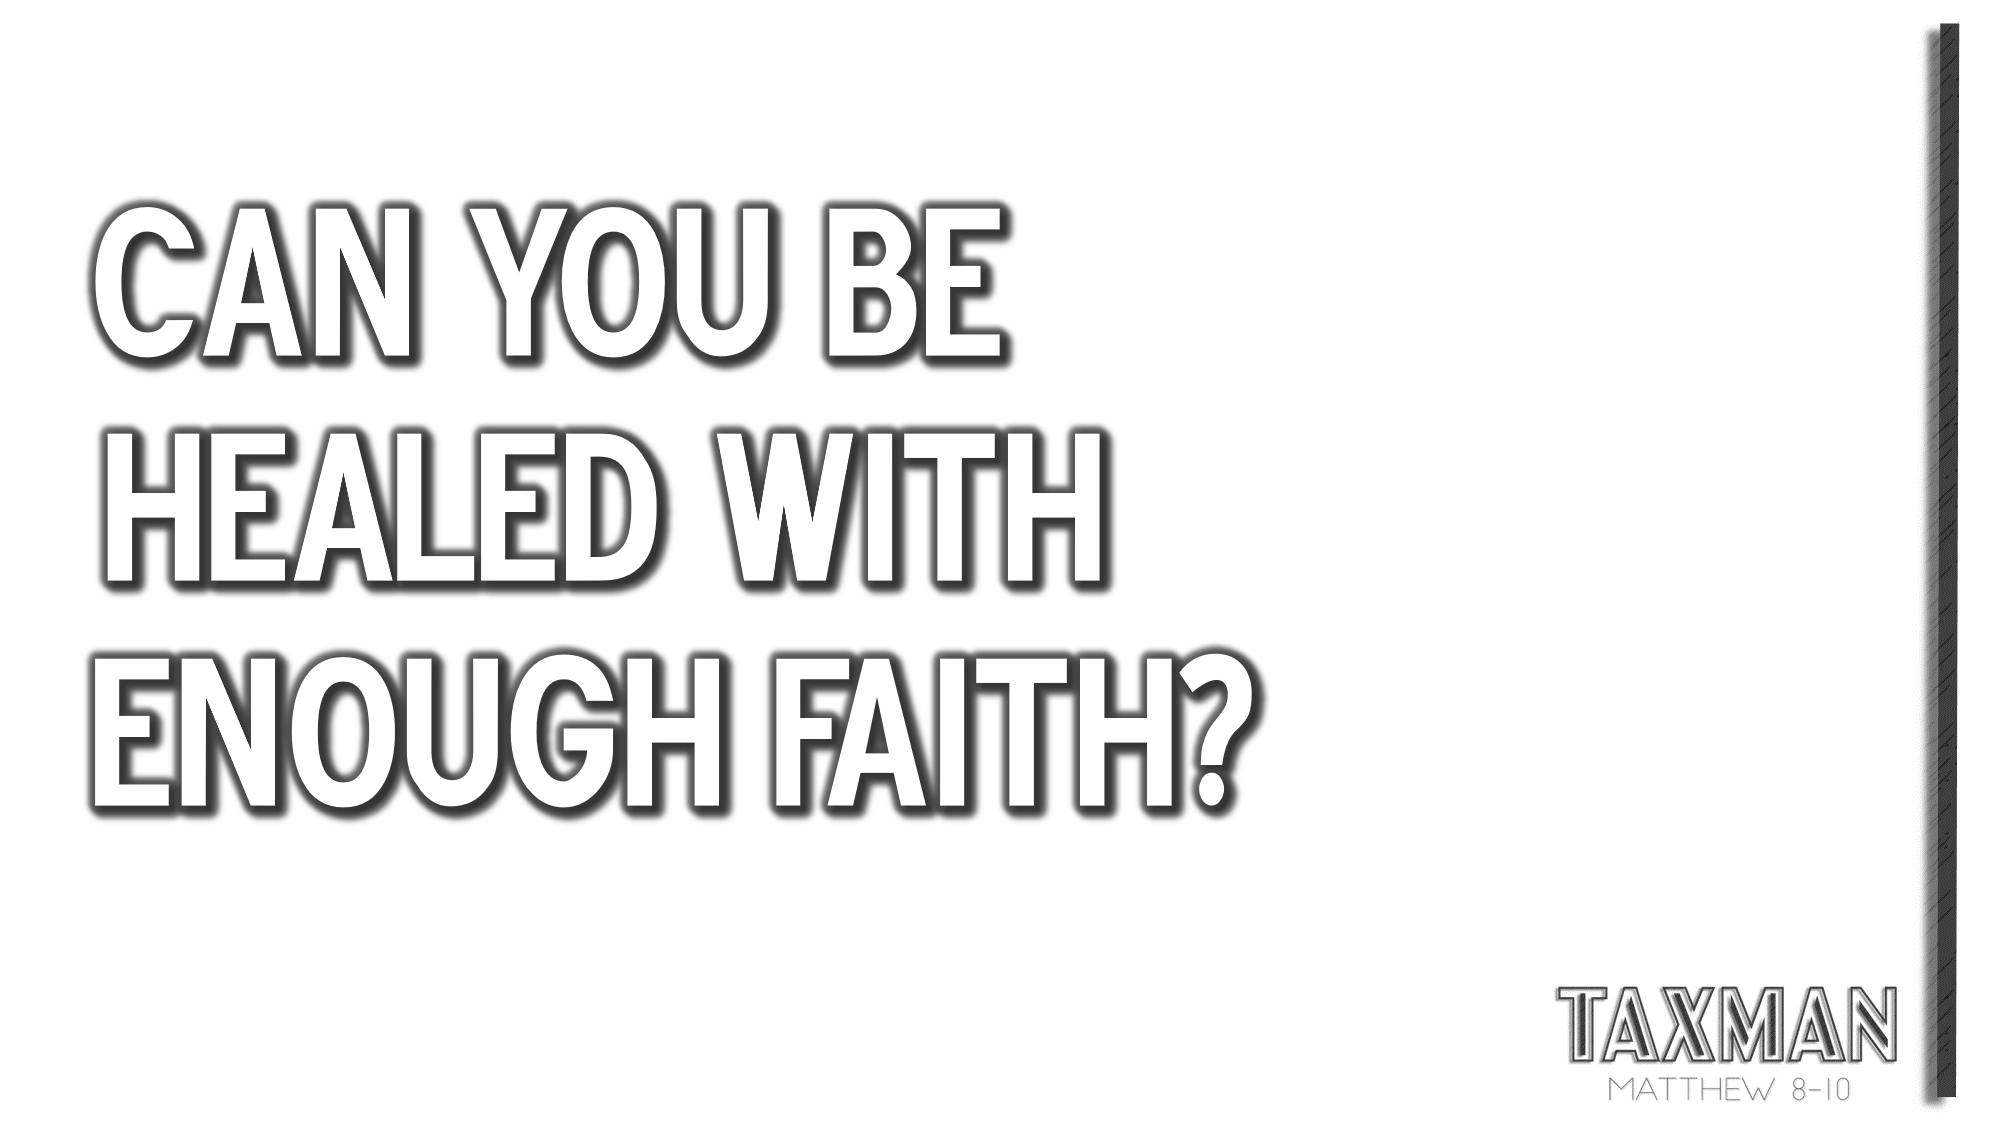 CAN YOU BE
HEALED WITH
ENOUGH FAITH?
TAXMAN
MATTHEW 8-10